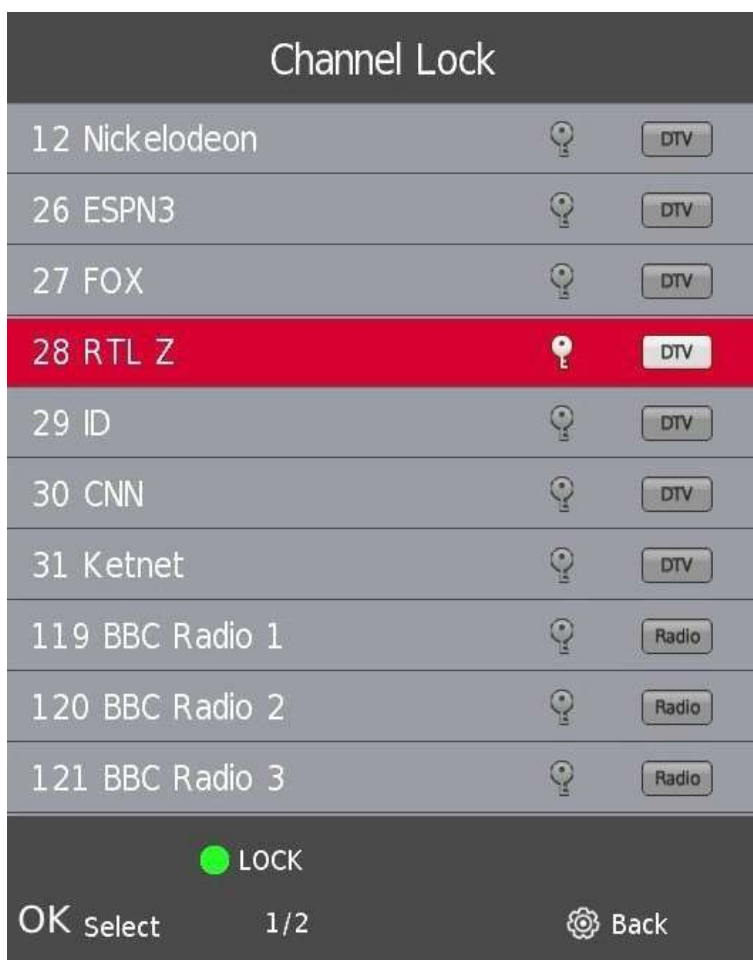 Channel Lock
12 Nickelodeon DTV
26 ESPN3 DTV
27 FOX DTV
28 RTL Z DTV
29 ID DTV
30 CNN DTV
31 Ketnet DTV
119 BBC Radio 1 Radio
120 BBC Radio 2 Radio
121 BBC Radio 3 Radio
LOCK
OK Select 1/2 Back